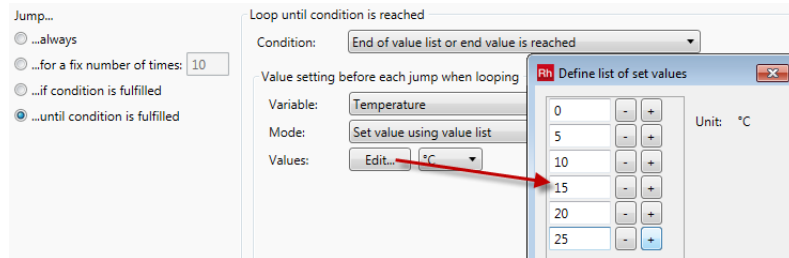 Jump...
...always
...for a fix number of times: 10
...if condition is fulfilled
...until condition is fulfilled
Loop until condition is reached
Condition: End of value list or end value is reached
Value setting before each jump when looping
Variable: Temperature
Mode: Set value using value list
Values: Edit... °C
Rh Define list of set values
0 - +
5 - +
10 - +
15 - +
20 - +
25 - +
Unit: °C